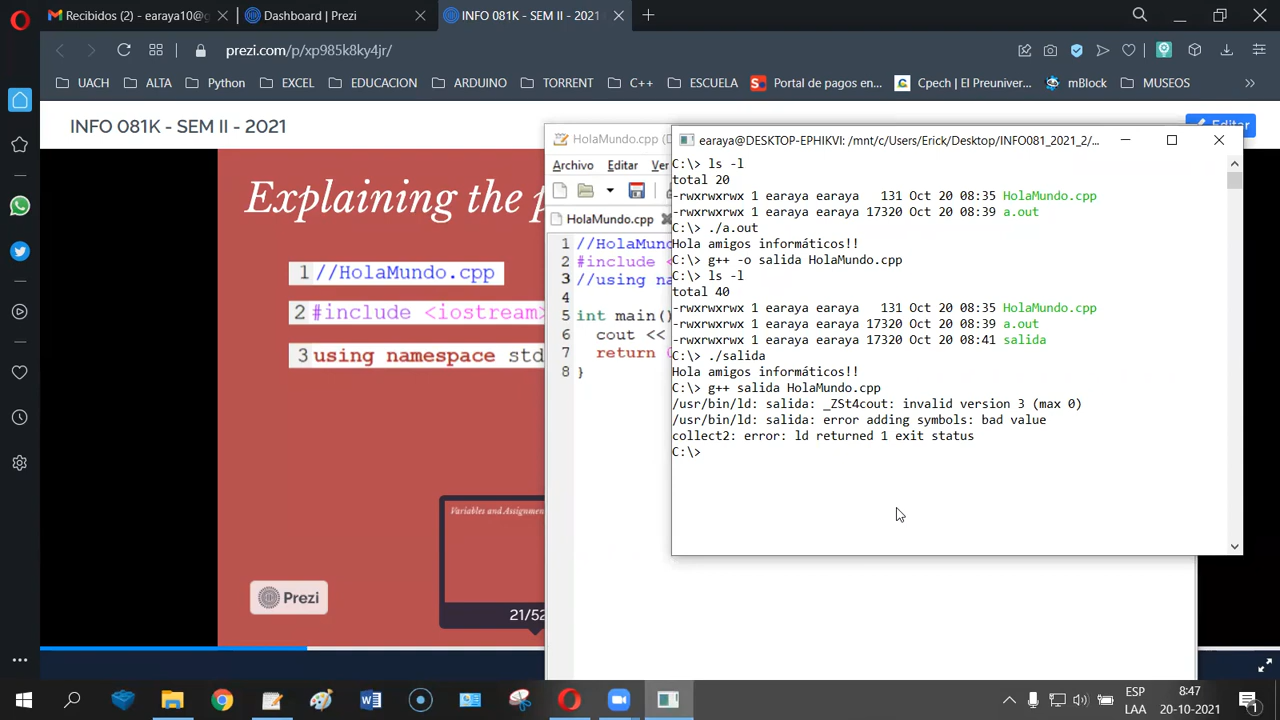 Recibidos (2) - earaya10@g
Dashboard | Prezi
INFO 081K - SEM II - 2021
prezi.com/p/xp985k8ky4jr/
UACH
ALTA
Python
EXCEL
EDUCACION
ARDUINO
TORRENT
C++
ESCUELA
Portal de pagos en...
Cpech | El Preuniver...
mBlock
MUSEOS
INFO 081K - SEM II - 2021
Editar
Explaining the p
1 //HolaMundo.cpp
2 #include <iostream>
3 using namespace std
Variables and Assignmen
21/52
Prezi
HolaMundo.cpp (D
Archivo Editar Ver
HolaMundo.cpp
1 //HolaMund
2 #include <
3 //using na
4
5 int main()
6 cout <<
7 return 0
8 }
earaya@DESKTOP-EPHIKVI: /mnt/c/Users/Erick/Desktop/INFO081_2021_2/...
C:\> ls -l
total 20
-rwxrwxrwx 1 earaya earaya 131 Oct 20 08:35 HolaMundo.cpp
-rwxrwxrwx 1 earaya earaya 17320 Oct 20 08:39 a.out
C:\> ./a.out
Hola amigos informáticos!!
C:\> g++ -o salida HolaMundo.cpp
C:\> ls -l
total 40
-rwxrwxrwx 1 earaya earaya 131 Oct 20 08:35 HolaMundo.cpp
-rwxrwxrwx 1 earaya earaya 17320 Oct 20 08:39 a.out
-rwxrwxrwx 1 earaya earaya 17320 Oct 20 08:41 salida
C:\> ./salida
Hola amigos informáticos!!
C:\> g++ salida HolaMundo.cpp
/usr/bin/ld: salida: _ZSt4cout: invalid version 3 (max 0)
/usr/bin/ld: salida: error adding symbols: bad value
collect2: error: ld returned 1 exit status
C:\>
ESP
LAA
8:47
20-10-2021
1